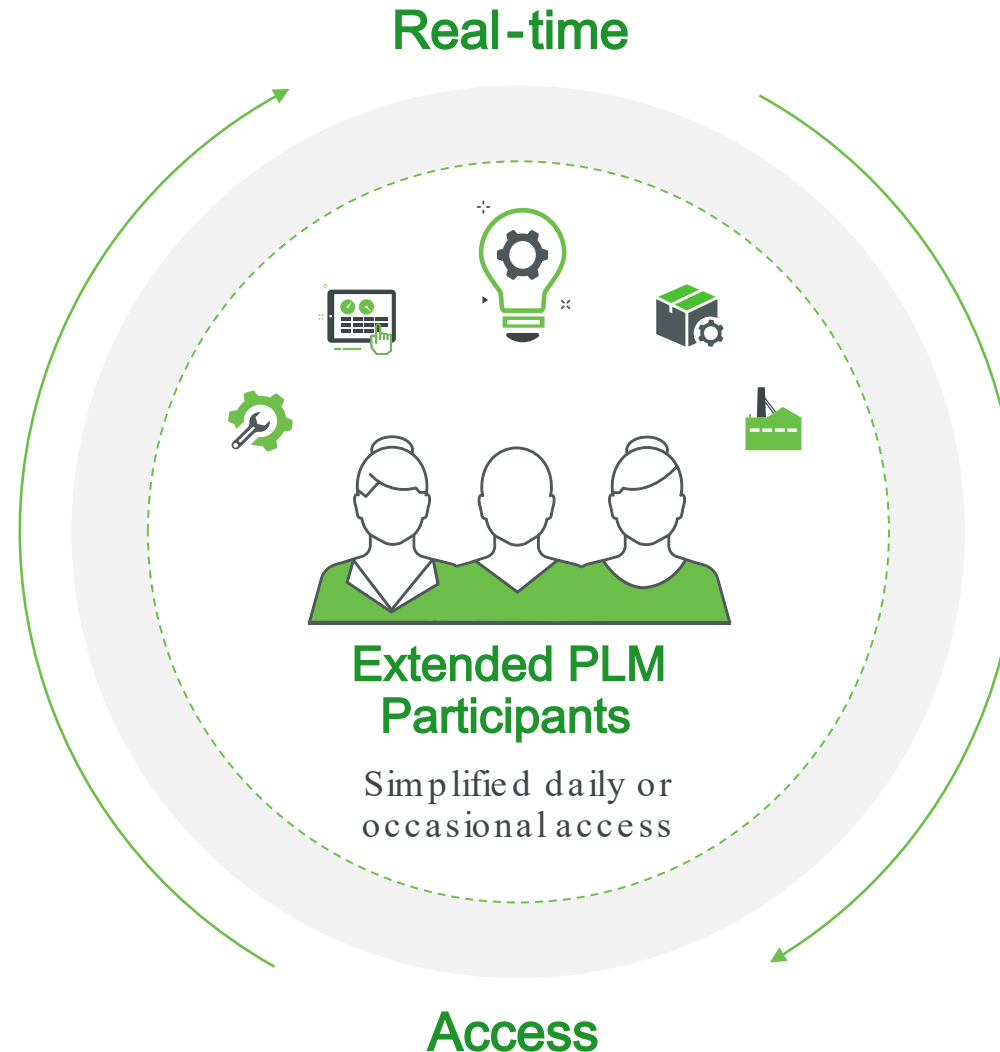 Real-time
Extended PLM
Participants
Simplified daily or
occasional access
Access